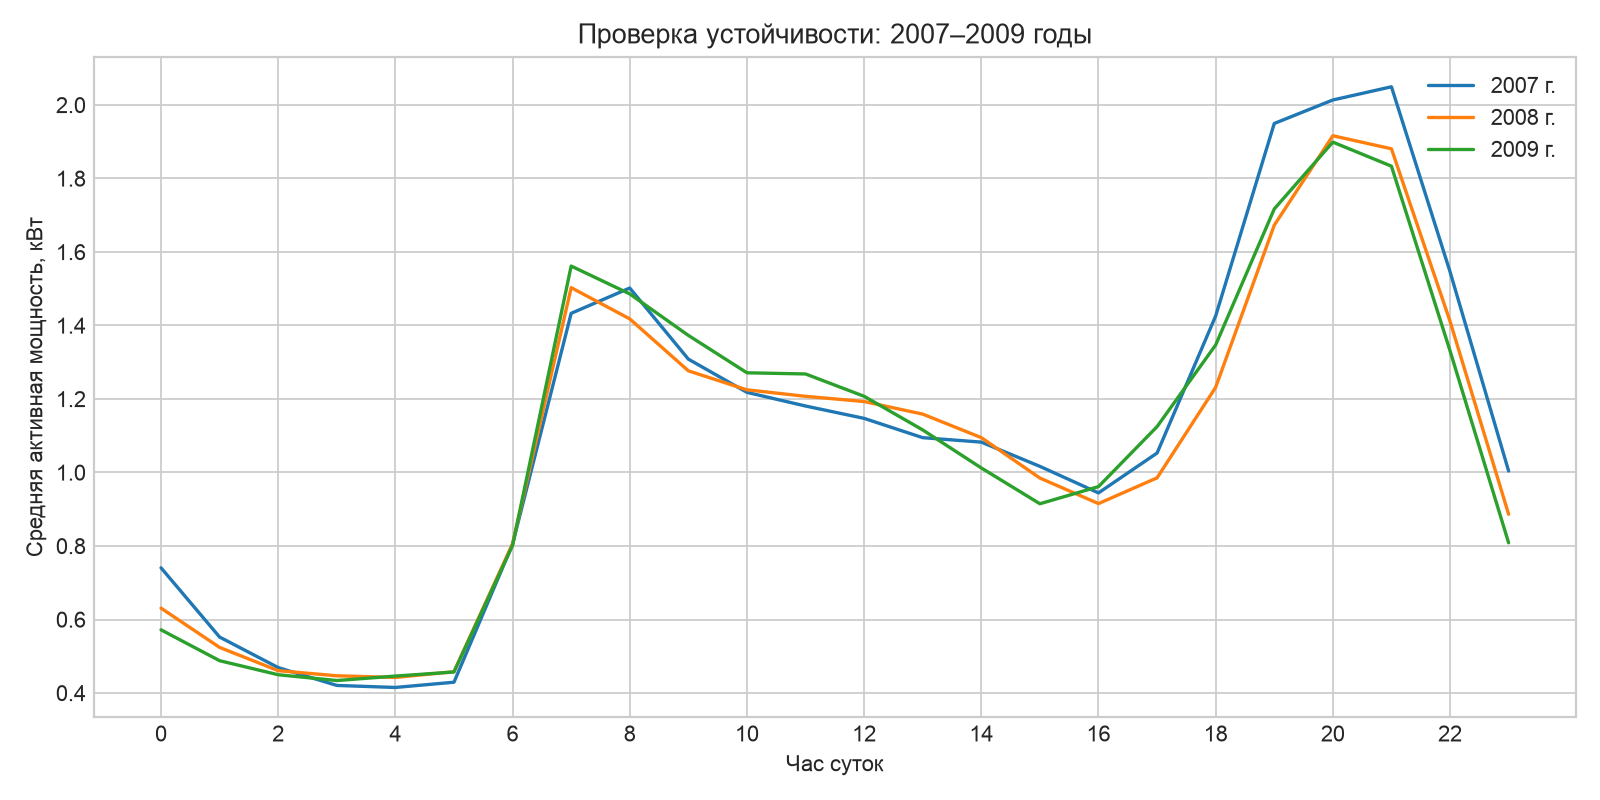 Проверка устойчивости: 2007–2009 годы
2007 г.
2008 г.
2009 г.
Средняя активная мощность, кВт
2.0
1.8
1.6
1.4
1.2
1.0
0.8
0.6
0.4
0 2 4 6 8 10 12 14 16 18 20 22
Час суток